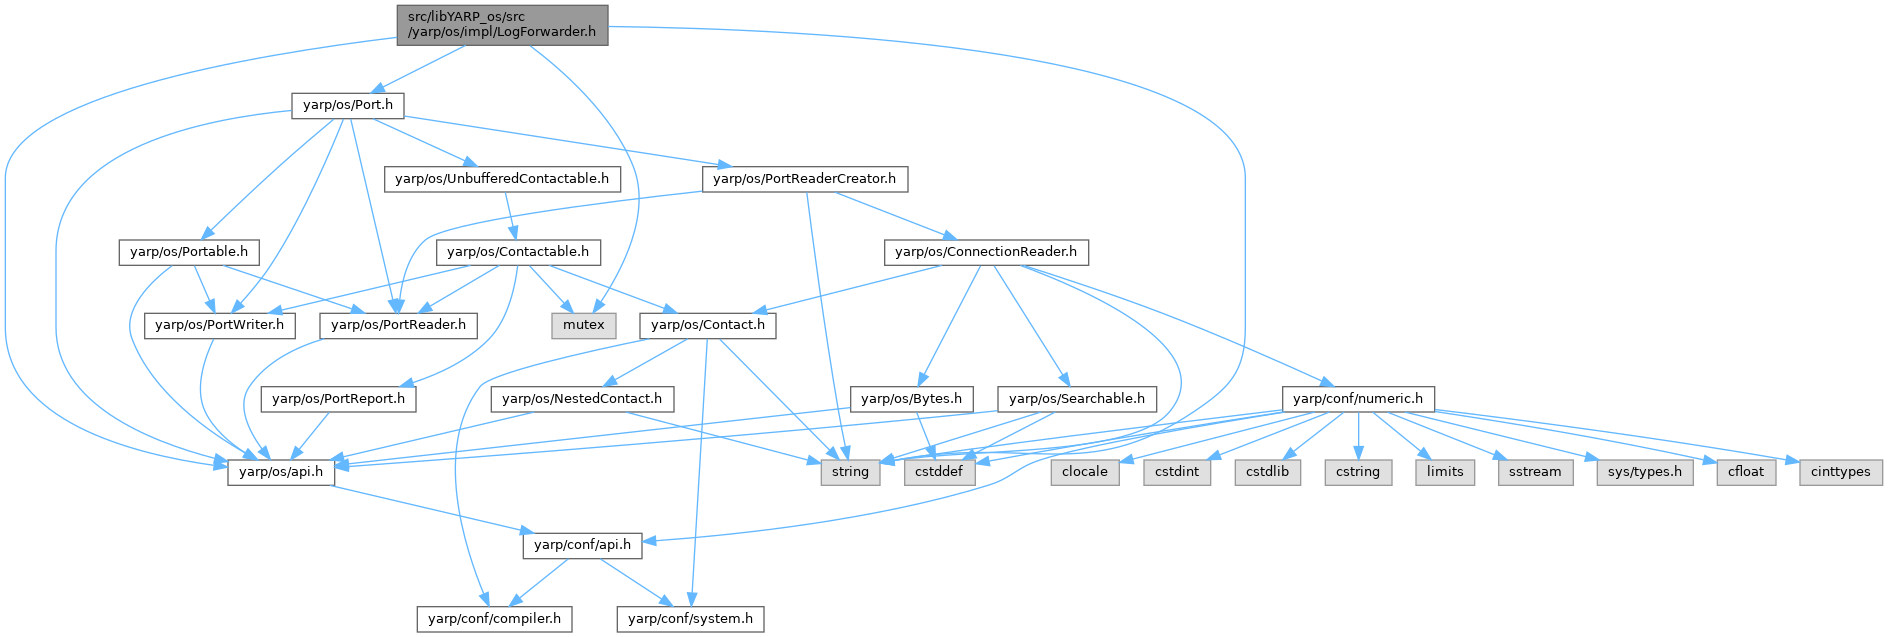 src/libYARP_os/src
/yarp/os/impl/LogForwarder.h
yarp/os/Port.h
yarp/os/UnbufferedContactable.h
yarp/os/PortReaderCreator.h
yarp/os/Portable.h
yarp/os/Contactable.h
yarp/os/ConnectionReader.h
yarp/os/PortWriter.h
yarp/os/PortReader.h
mutex
yarp/os/Contact.h
yarp/os/PortReport.h
yarp/os/NestedContact.h
yarp/os/Bytes.h
yarp/os/Searchable.h
yarp/conf/numeric.h
yarp/os/api.h
string
cstddef
clocale
cstdint
cstdlib
cstring
limits
sstream
sys/types.h
cfloat
cinttypes
yarp/conf/api.h
yarp/conf/compiler.h
yarp/conf/system.h